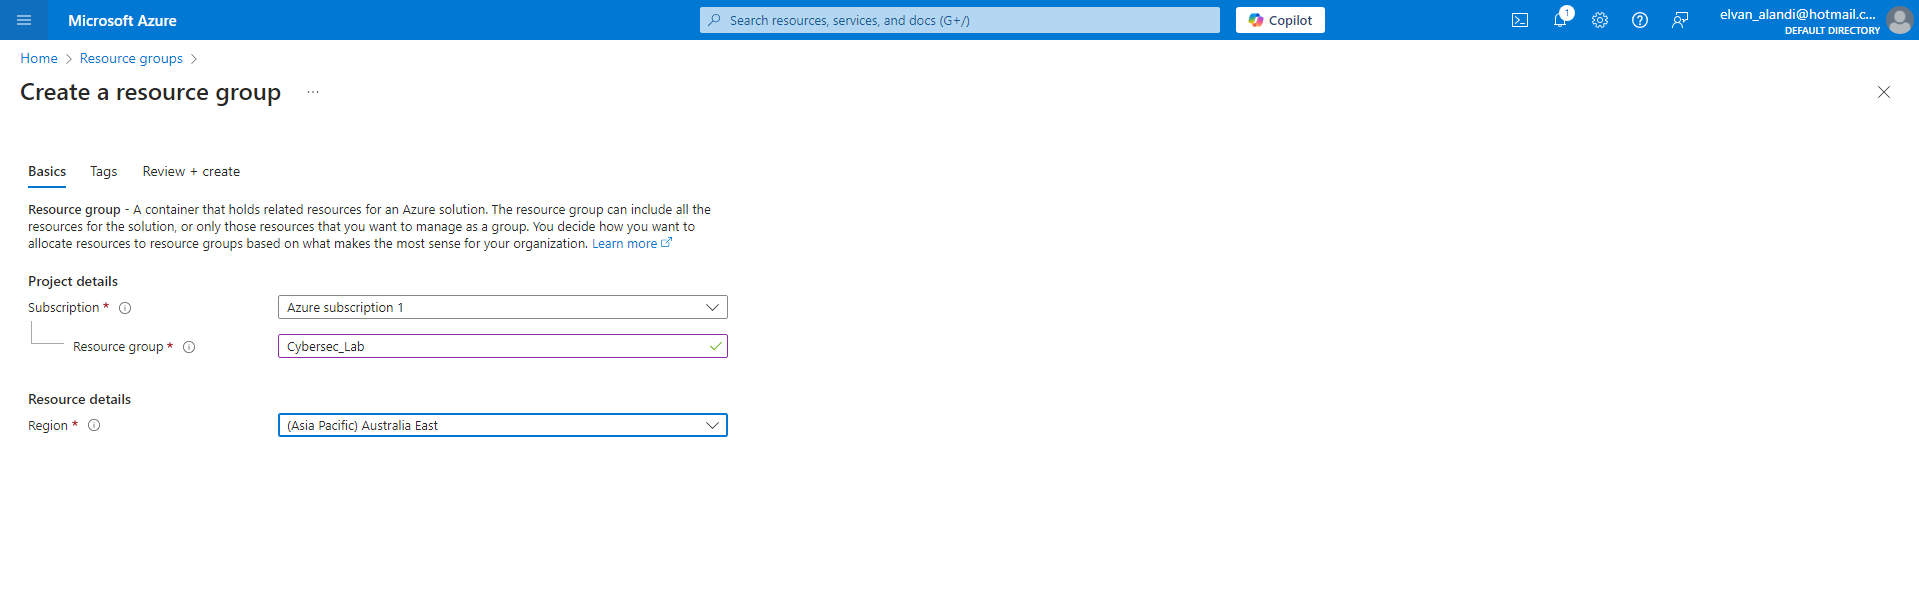 Microsoft Azure
Search resources, services, and docs (G+/)
Copilot
1
elvan_alandi@hotmail.c...
DEFAULT DIRECTORY
Home > Resource groups >
Create a resource group ...
Basics Tags Review + create
Resource group - A container that holds related resources for an Azure solution. The resource group can include all the
resources for the solution, or only those resources that you want to manage as a group. You decide how you want to
allocate resources to resource groups based on what makes the most sense for your organization. Learn more
Project details
Subscription * Azure subscription 1
Resource group * Cybersec_Lab
Resource details
Region * (Asia Pacific) Australia East